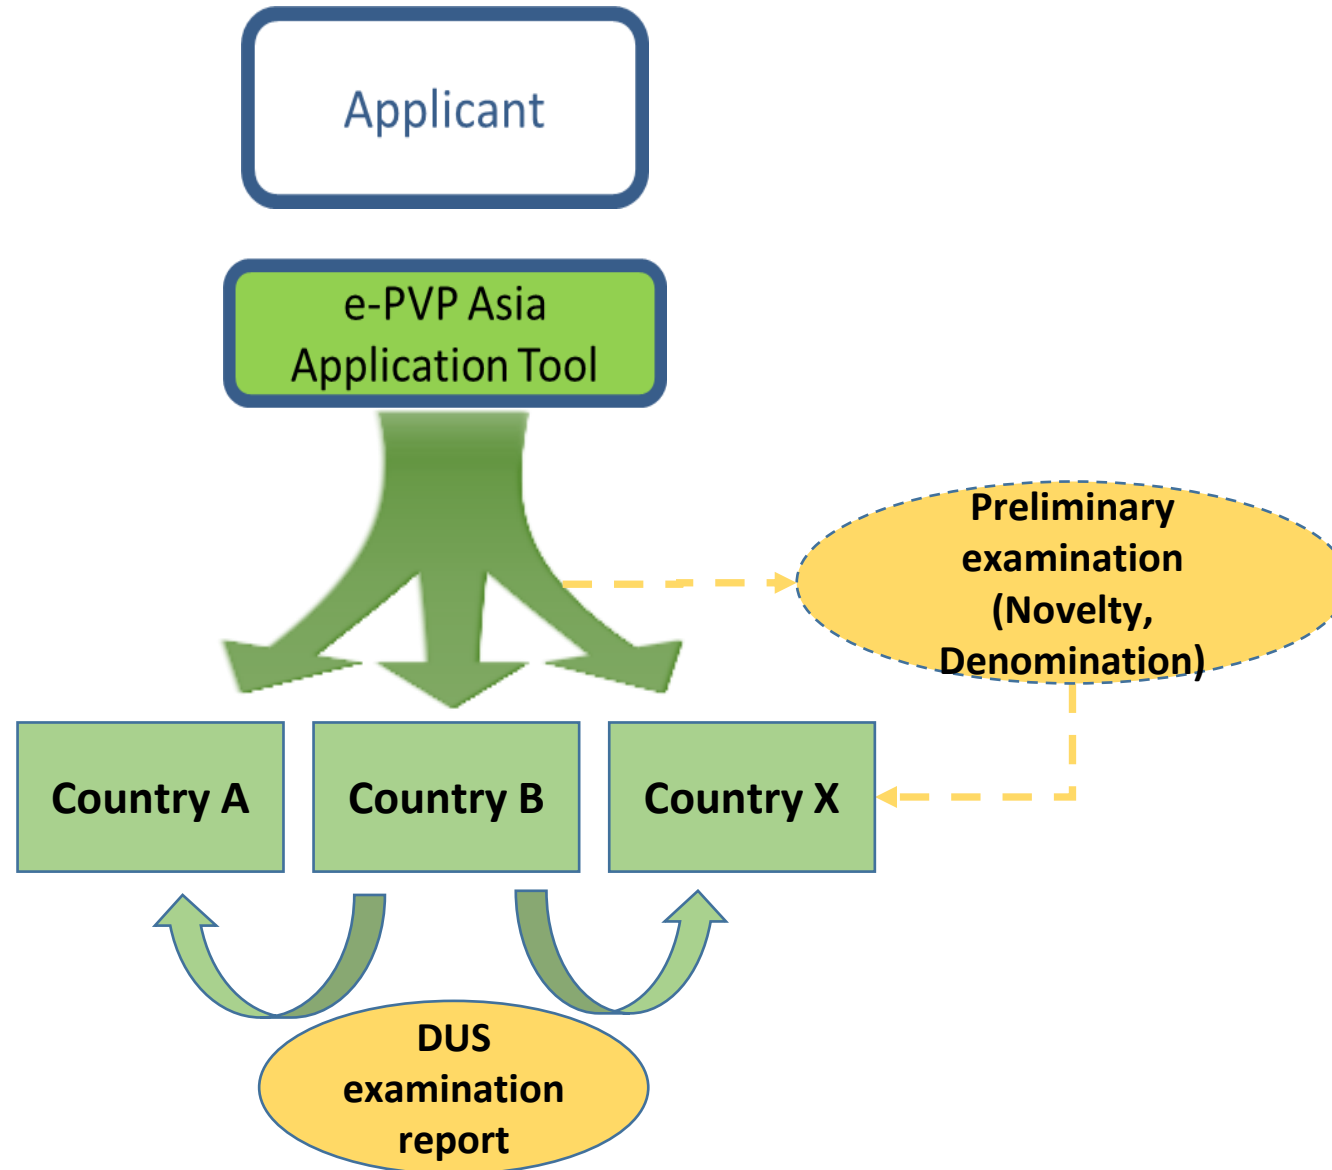 Applicant
e-PVP Asia
Application Tool
Preliminary
examination
(Novelty,
Denomination)
Country A
Country B
Country X
DUS
examination
report